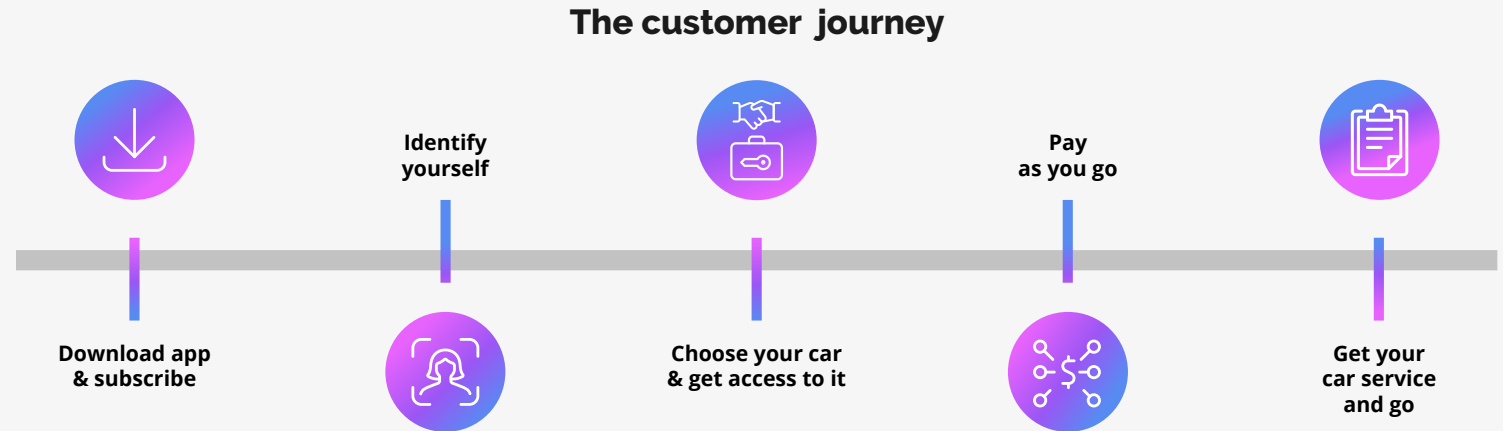 The customer journey
Download app
& subscribe
Identify
yourself
Choose your car
& get access to it
Pay
as you go
Get your
car service
and go
$